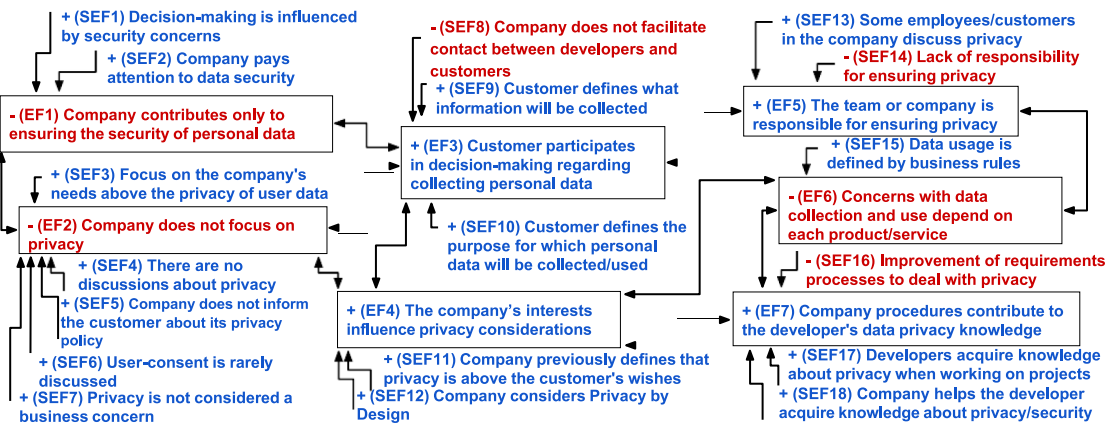 + (SEF1) Decision-making is influenced
by security concerns
+ (SEF2) Company pays
attention to data security
- (EF1) Company contributes only to
ensuring the security of personal data
+ (SEF3) Focus on the company's
needs above the privacy of user data
- (EF2) Company does not focus on
privacy
+ (SEF4) There are no
discussions about privacy
+ (SEF5) Company does not inform
the customer about its privacy
policy
+ (SEF6) User-consent is rarely
discussed
+ (SEF7) Privacy is not considered a
business concern
- (SEF8) Company does not facilitate
contact between developers and
customers
+ (SEF9) Customer defines what
information will be collected
+ (EF3) Customer participates
in decision-making regarding
collecting personal data
+ (SEF10) Customer defines the
purpose for which personal
data will be collected/used
+ (EF4) The company's interests
influence privacy considerations
+ (SEF11) Company previously defines that
privacy is above the customer's wishes
+ (SEF12) Company considers Privacy by
Design
+ (SEF13) Some employees/customers
in the company discuss privacy
- (SEF14) Lack of responsibility
for ensuring privacy
+ (EF5) The team or company is
responsible for ensuring privacy
+ (SEF15) Data usage is
defined by business rules
- (EF6) Concerns with data
collection and use depend on
each product/service
- (SEF16) Improvement of requirements
processes to deal with privacy
+ (EF7) Company procedures contribute to
the developer's data privacy knowledge
+ (SEF17) Developers acquire knowledge
about privacy when working on projects
+ (SEF18) Company helps the developer
acquire knowledge about privacy/security